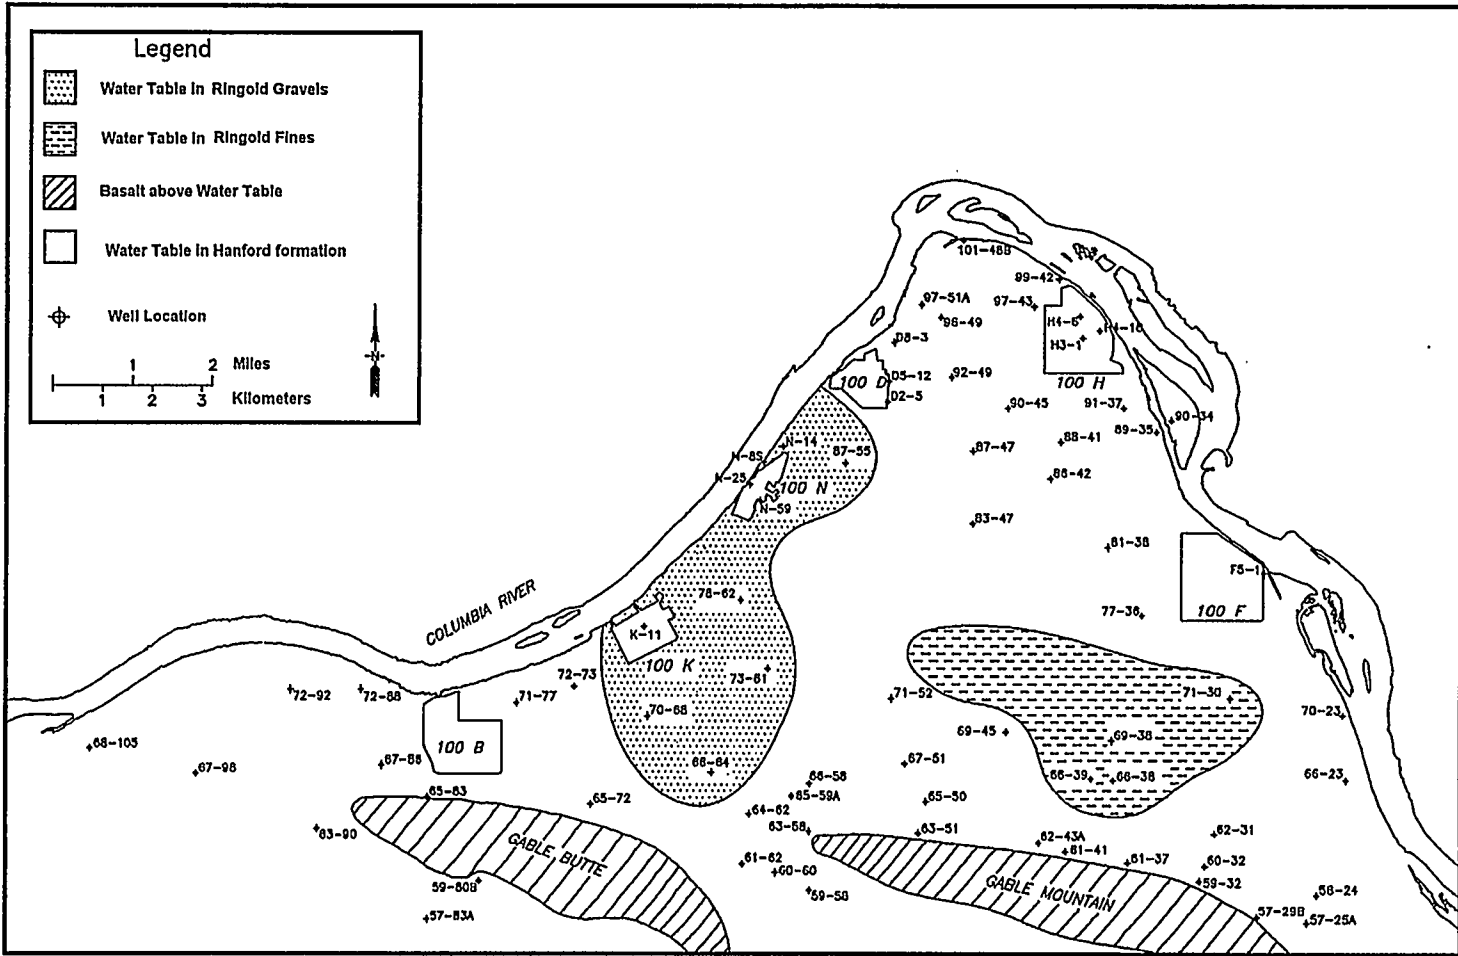 Legend
Water Table in Ringold Gravels
Water Table in Ringold Fines
Basalt above Water Table
Water Table in Hanford formation
Well Location
1 2 Miles
1 2 3 Kilometers
N
101-48B
99-42
97-51A
97-43
96-49
H4-6
H4-16
D8-3
H3-1
100 D
D5-12
92-49
100 H
D2-5
90-45
91-37
90-34
89-35
N-14
87-55
87-47
88-41
N-8S
N-25
100 N
86-42
N-59
83-47
81-38
F5-1
COLUMBIA RIVER
78-62
77-36
100 F
K-11
100 K
72-73
73-61
72-92
72-88
71-77
71-52
71-30
70-68
70-23
69-45
69-38
68-105
100 B
67-98
67-86
67-51
66-64
66-58
66-39
66-38
66-23
65-83
65-72
65-59A
65-50
64-62
63-90
63-58
63-51
62-43A
62-31
61-41
GABLE BUTTE
61-62
61-37
60-60
60-32
59-80B
59-58
GABLE MOUNTAIN
59-32
58-24
57-83A
57-29B
57-25A